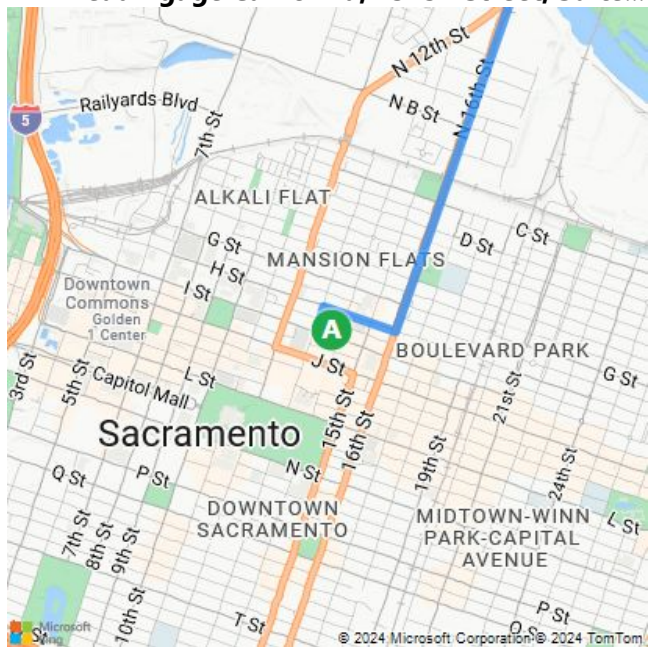 N 12th St
N 16th St
N B St
Railyards Blvd
5
7th St
ALKALI FLAT
C St
D St
G St
MANSION FLATS
H St
Downtown
Commons
Golden
1 Center
I St
A
BOULEVARD PARK
J St
G St
3rd St
5th St
L St
Capitol Mall
21st St
15th St
16th St
Sacramento
19th St
24th St
N St
Q St
P St
DOWNTOWN
SACRAMENTO
MIDTOWN-WINN
PARK-CAPITAL
AVENUE
L St
7th St
8th St
9th St
10th St
T St
P St
Microsoft
Bing
© 2024 Microsoft Corporation © 2024 TomTom